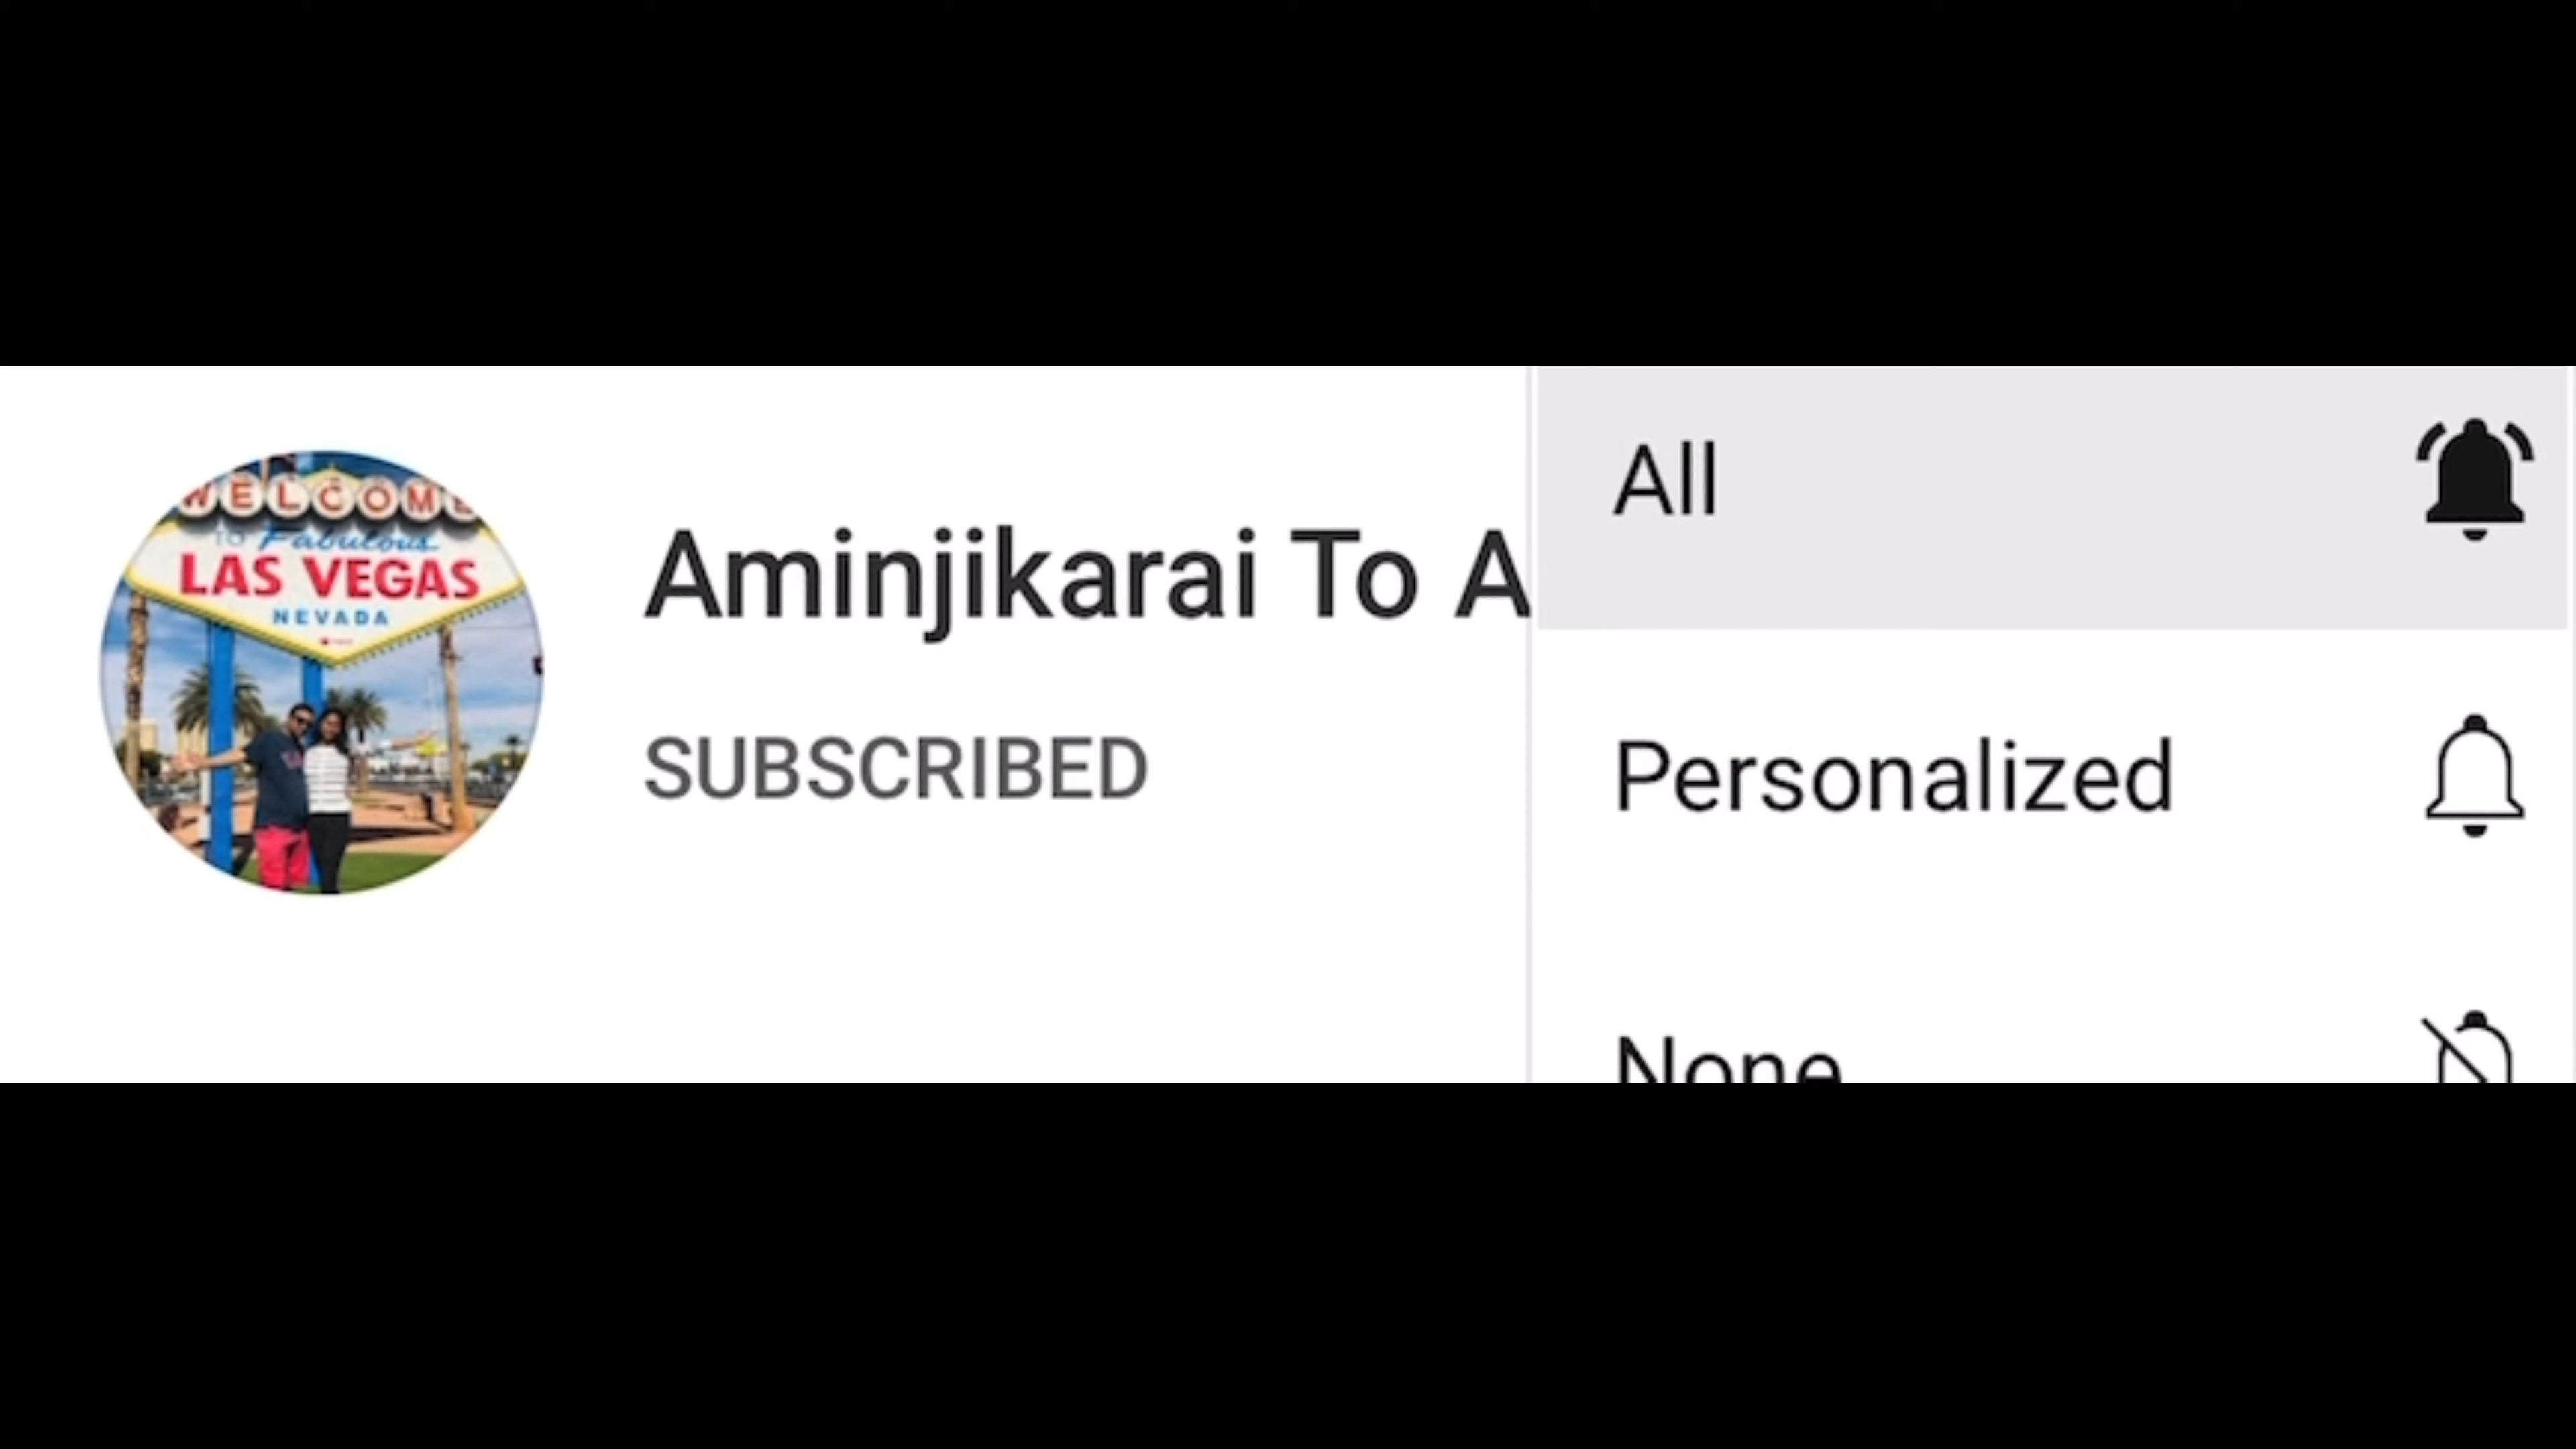 WELCOME
TO Fabulous
LAS VEGAS
NEVADA
Aminjikarai To A
SUBSCRIBED
All
Personalized
None